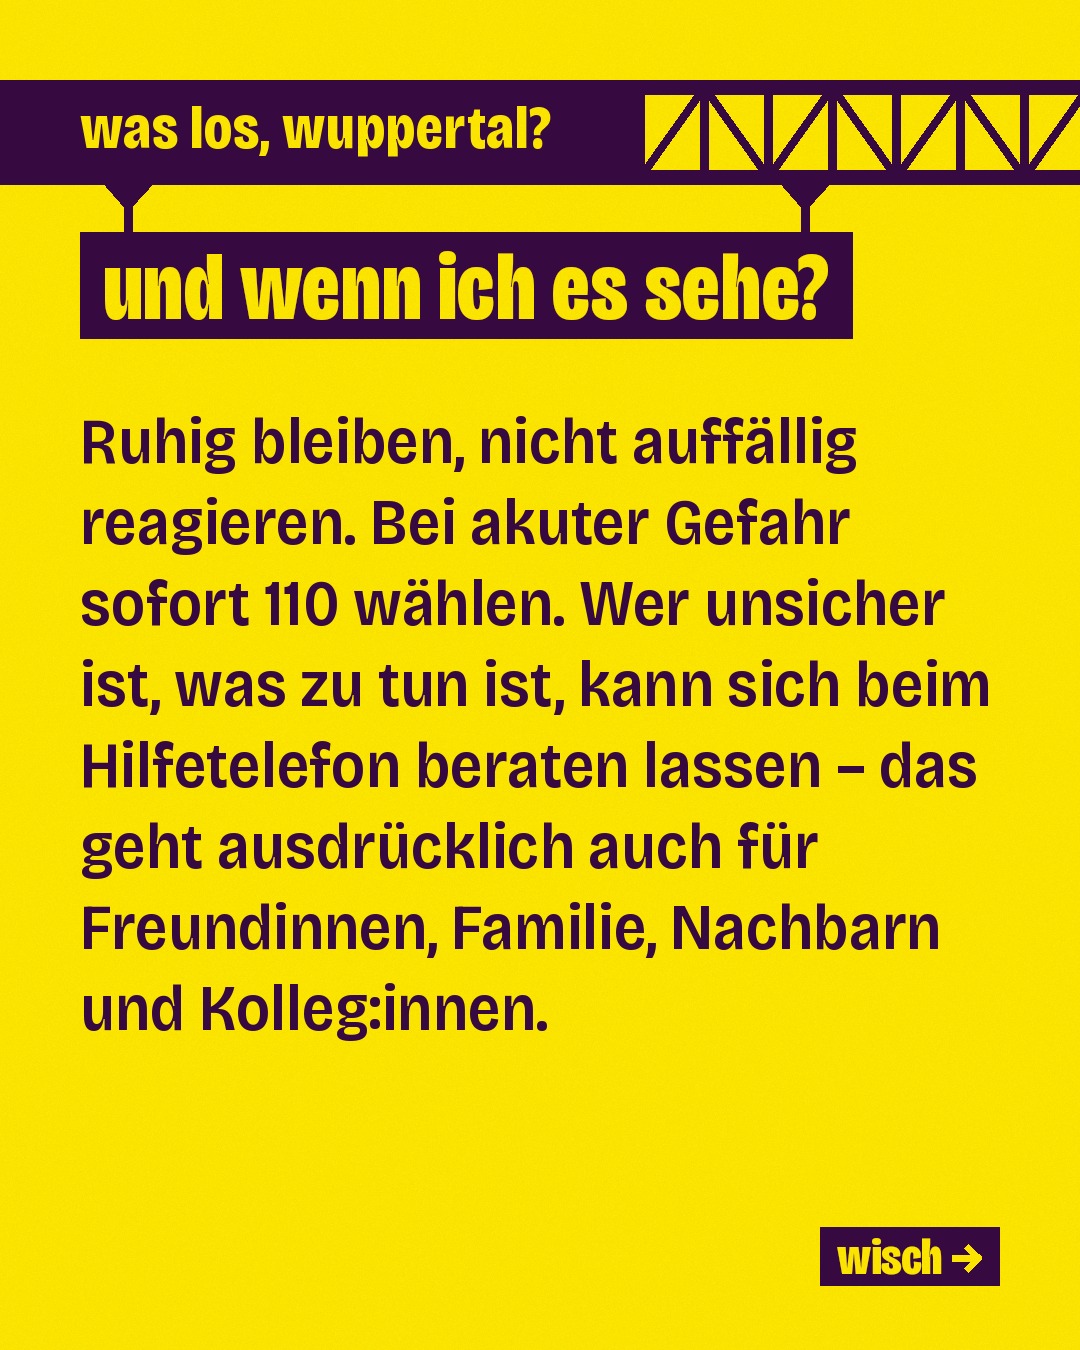 was los, wuppertal?
und wenn ich es sehe?
Ruhig bleiben, nicht auffällig
reagieren. Bei akuter Gefahr
sofort 110 wählen. Wer unsicher
ist, was zu tun ist, kann sich beim
Hilfetelefon beraten lassen – das
geht ausdrücklich auch für
Freundinnen, Familie, Nachbarn
und Kolleg:innen.
wisch →